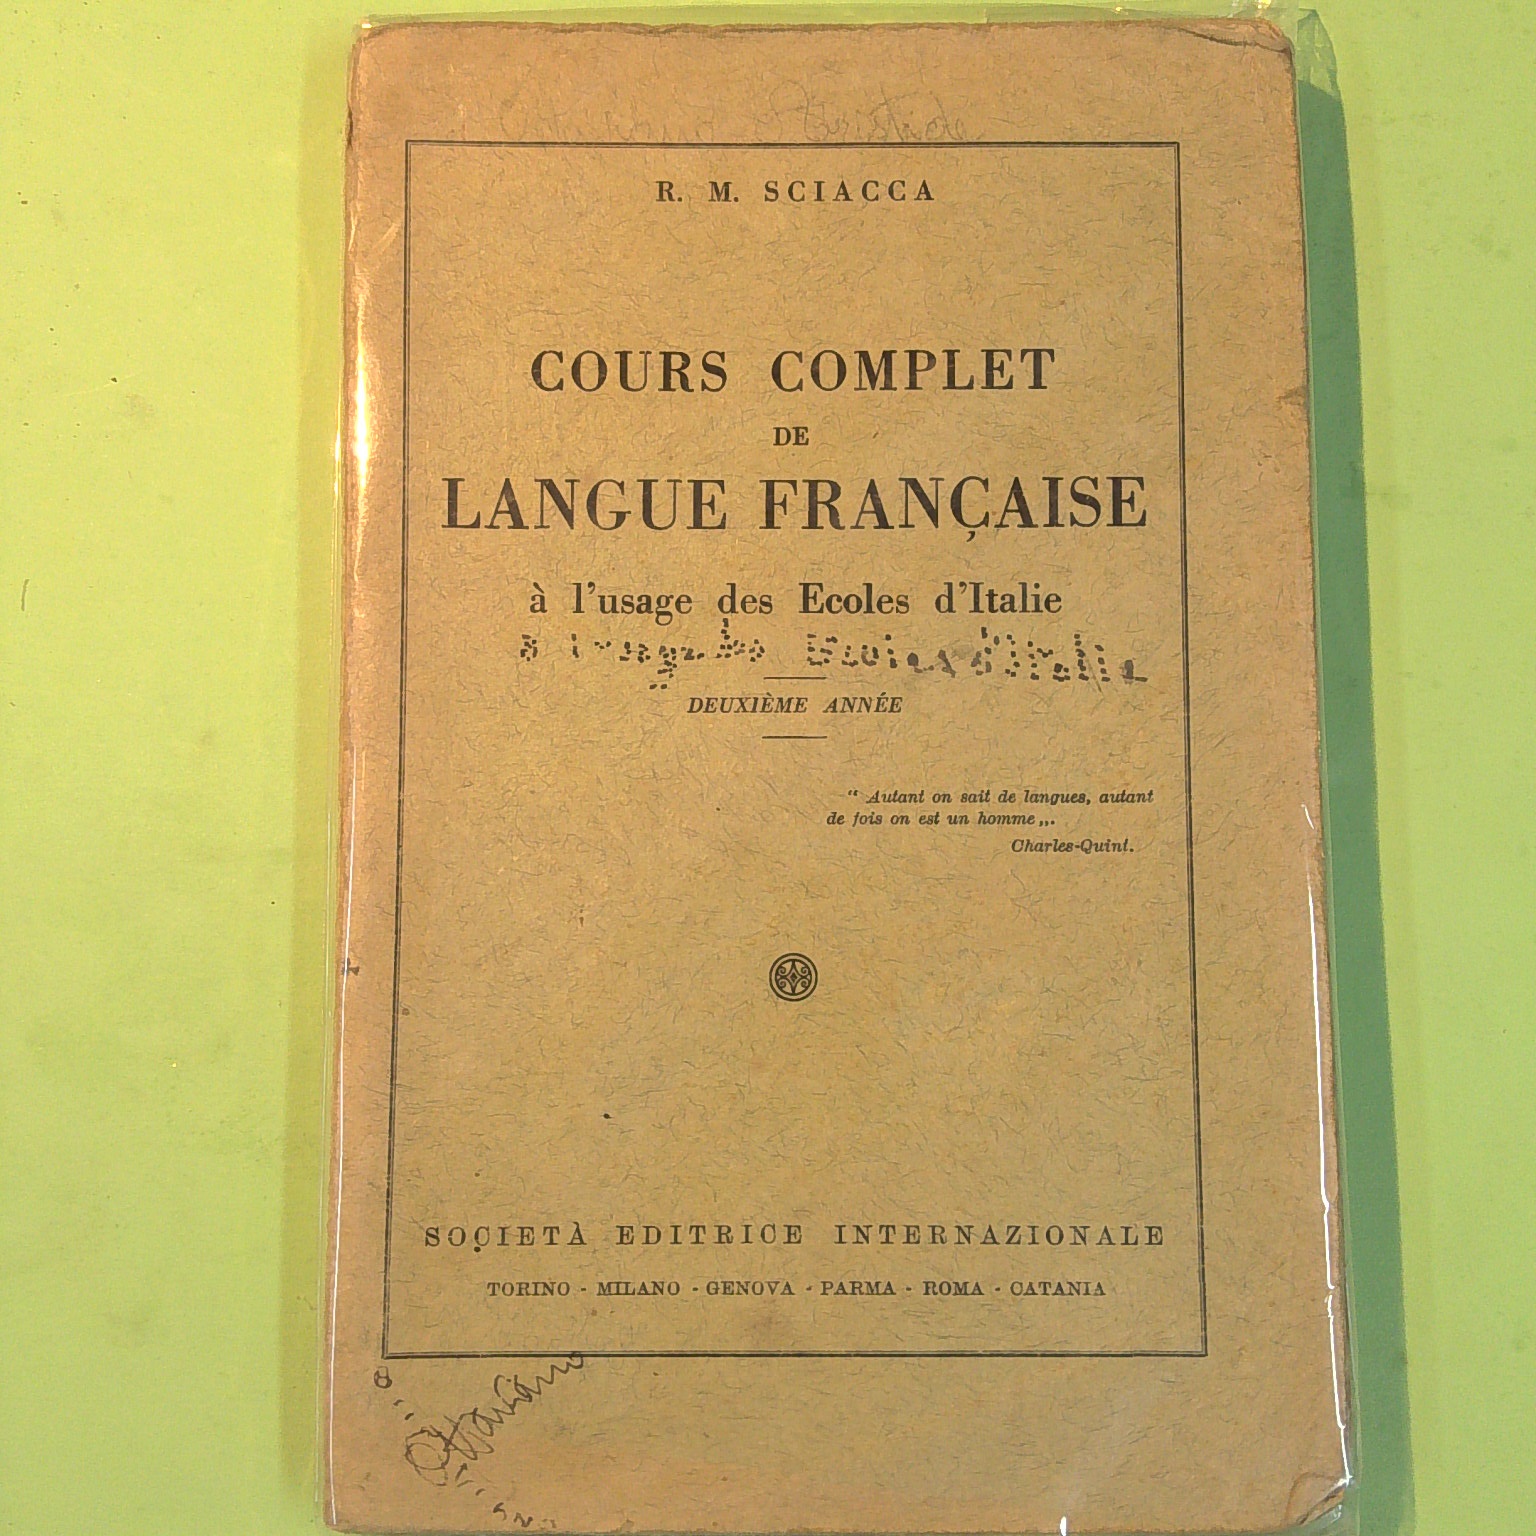 Aristide
R. M. SCIACCA
COURS COMPLET
DE
LANGUE FRANÇAISE
à l'usage des Ecoles d'Italie
DEUXIÈME ANNÉE
“ Autant on sait de langues, autant
de fois on est un homme „.
Charles-Quint.
SOCIETÀ EDITRICE INTERNAZIONALE
TORINO - MILANO - GENOVA - PARMA - ROMA - CATANIA